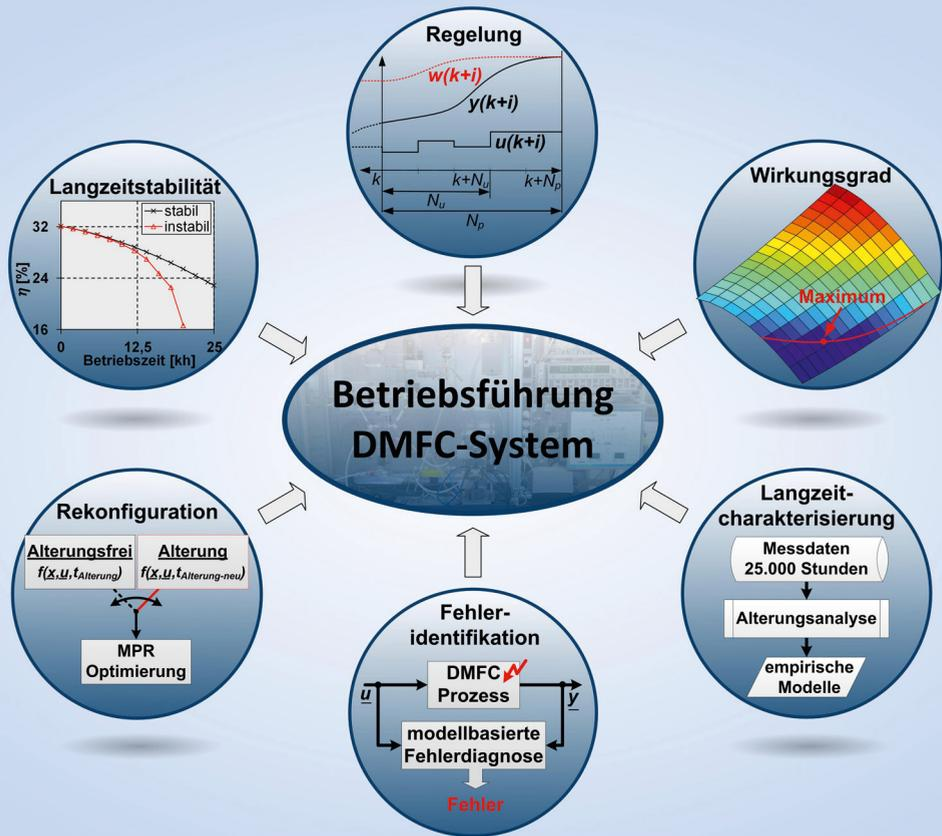 Regelung
w(k+i)
y(k+i)
u(k+i)
k
k+Nu
k+Np
Nu
Np
Langzeitstabilität
stabil
instabil
32
24
16
η [%]
0
12,5
25
Betriebszeit [kh]
Wirkungsgrad
Maximum
Betriebsführung
DMFC-System
Rekonfiguration
Alterungsfrei
f(x,u,tAlterung)
Alterung
f(x,u,tAlterung-neu)
MPR
Optimierung
Fehler-
identifikation
DMFC
Prozess
u
y
modellbasierte
Fehlerdiagnose
Fehler
Langzeit-
charakterisierung
Messdaten
25.000 Stunden
Alterungsanalyse
empirische
Modelle